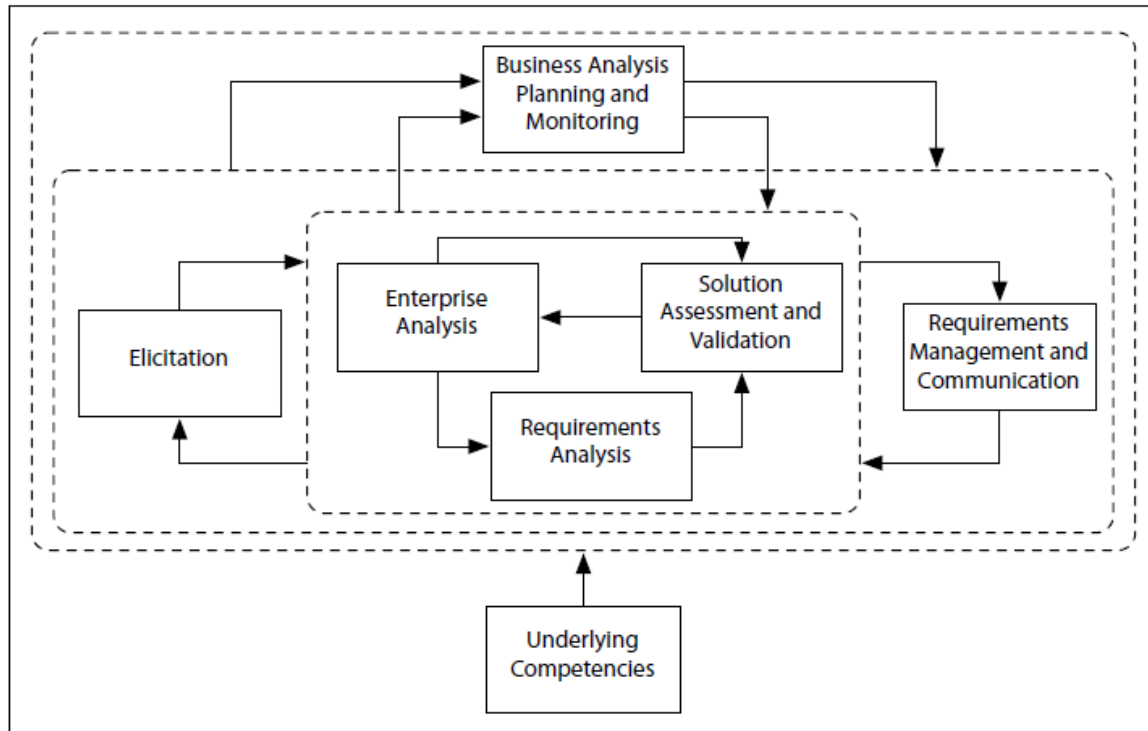 Business Analysis
Planning and
Monitoring
Enterprise
Analysis
Solution
Assessment and
Validation
Elicitation
Requirements
Management and
Communication
Requirements
Analysis
Underlying
Competencies